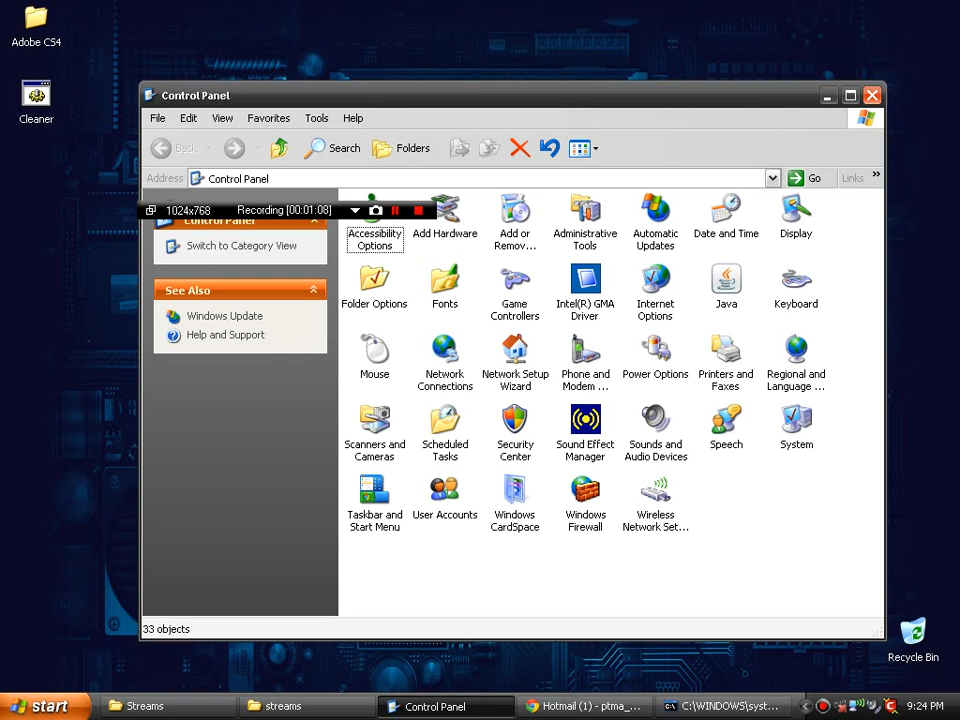 Adobe CS4
Cleaner
Control Panel
File Edit View Favorites Tools Help
Back Search Folders
Address Control Panel Go Links »
1024x768 Recording [00:01:08]
Control Panel
Switch to Category View
See Also
Windows Update
Help and Support
Accessibility Options
Add Hardware
Add or Remov...
Administrative Tools
Automatic Updates
Date and Time
Display
Folder Options
Fonts
Game Controllers
Intel(R) GMA Driver
Internet Options
Java
Keyboard
Mouse
Network Connections
Network Setup Wizard
Phone and Modem ...
Power Options
Printers and Faxes
Regional and Language ...
Scanners and Cameras
Scheduled Tasks
Security Center
Sound Effect Manager
Sounds and Audio Devices
Speech
System
Taskbar and Start Menu
User Accounts
Windows CardSpace
Windows Firewall
Wireless Network Set...
33 objects
Recycle Bin
start Streams streams Control Panel Hotmail (1) - ptma_... C:\WINDOWS\syst... 9:24 PM